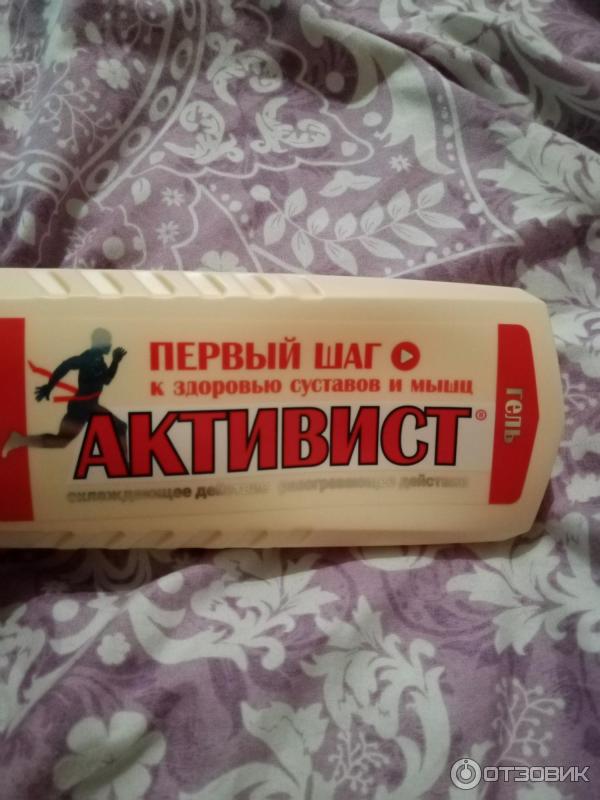 ПЕРВЫЙ ШАГ
к здоровью суставов и мышц
АКТИВИСТ®
охлаждающее действие разогревающее действие
гель
ОТЗОВИК